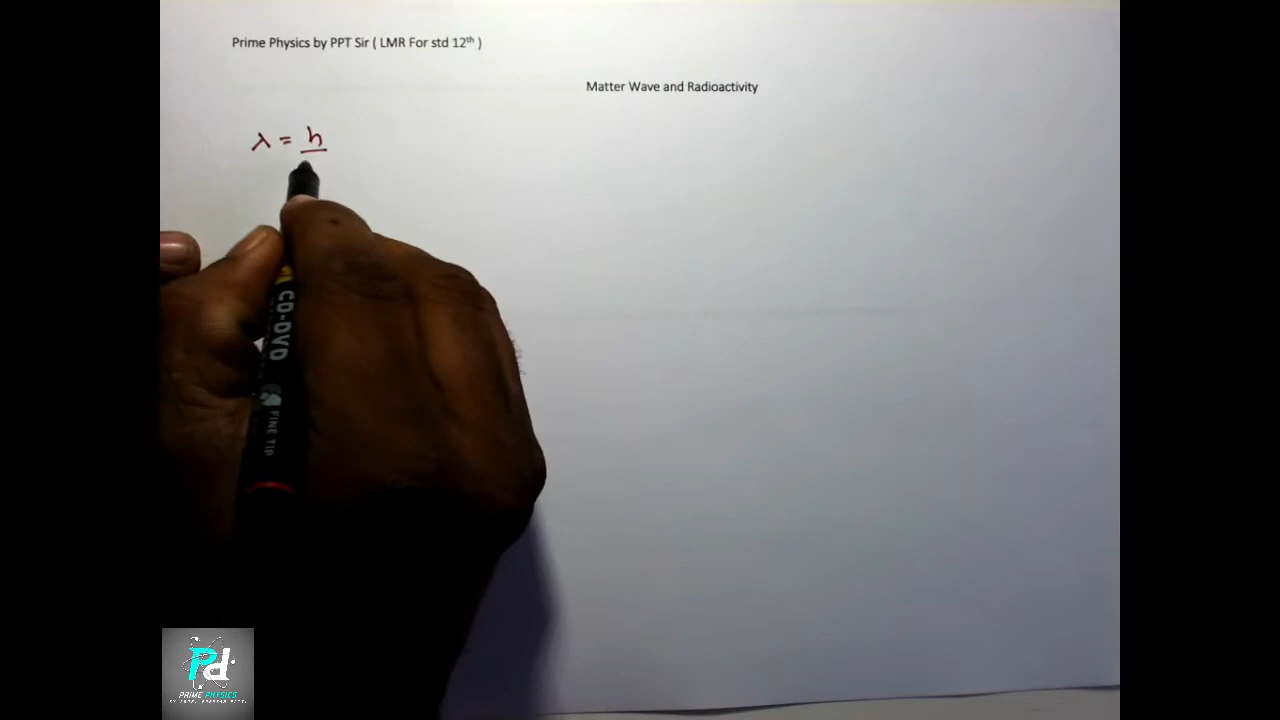 Prime Physics by PPT Sir ( LMR For std 12th )
Matter Wave and Radioactivity
λ = h
CD-DVD
FINE TIP
Pd
PRIME PHYSICS